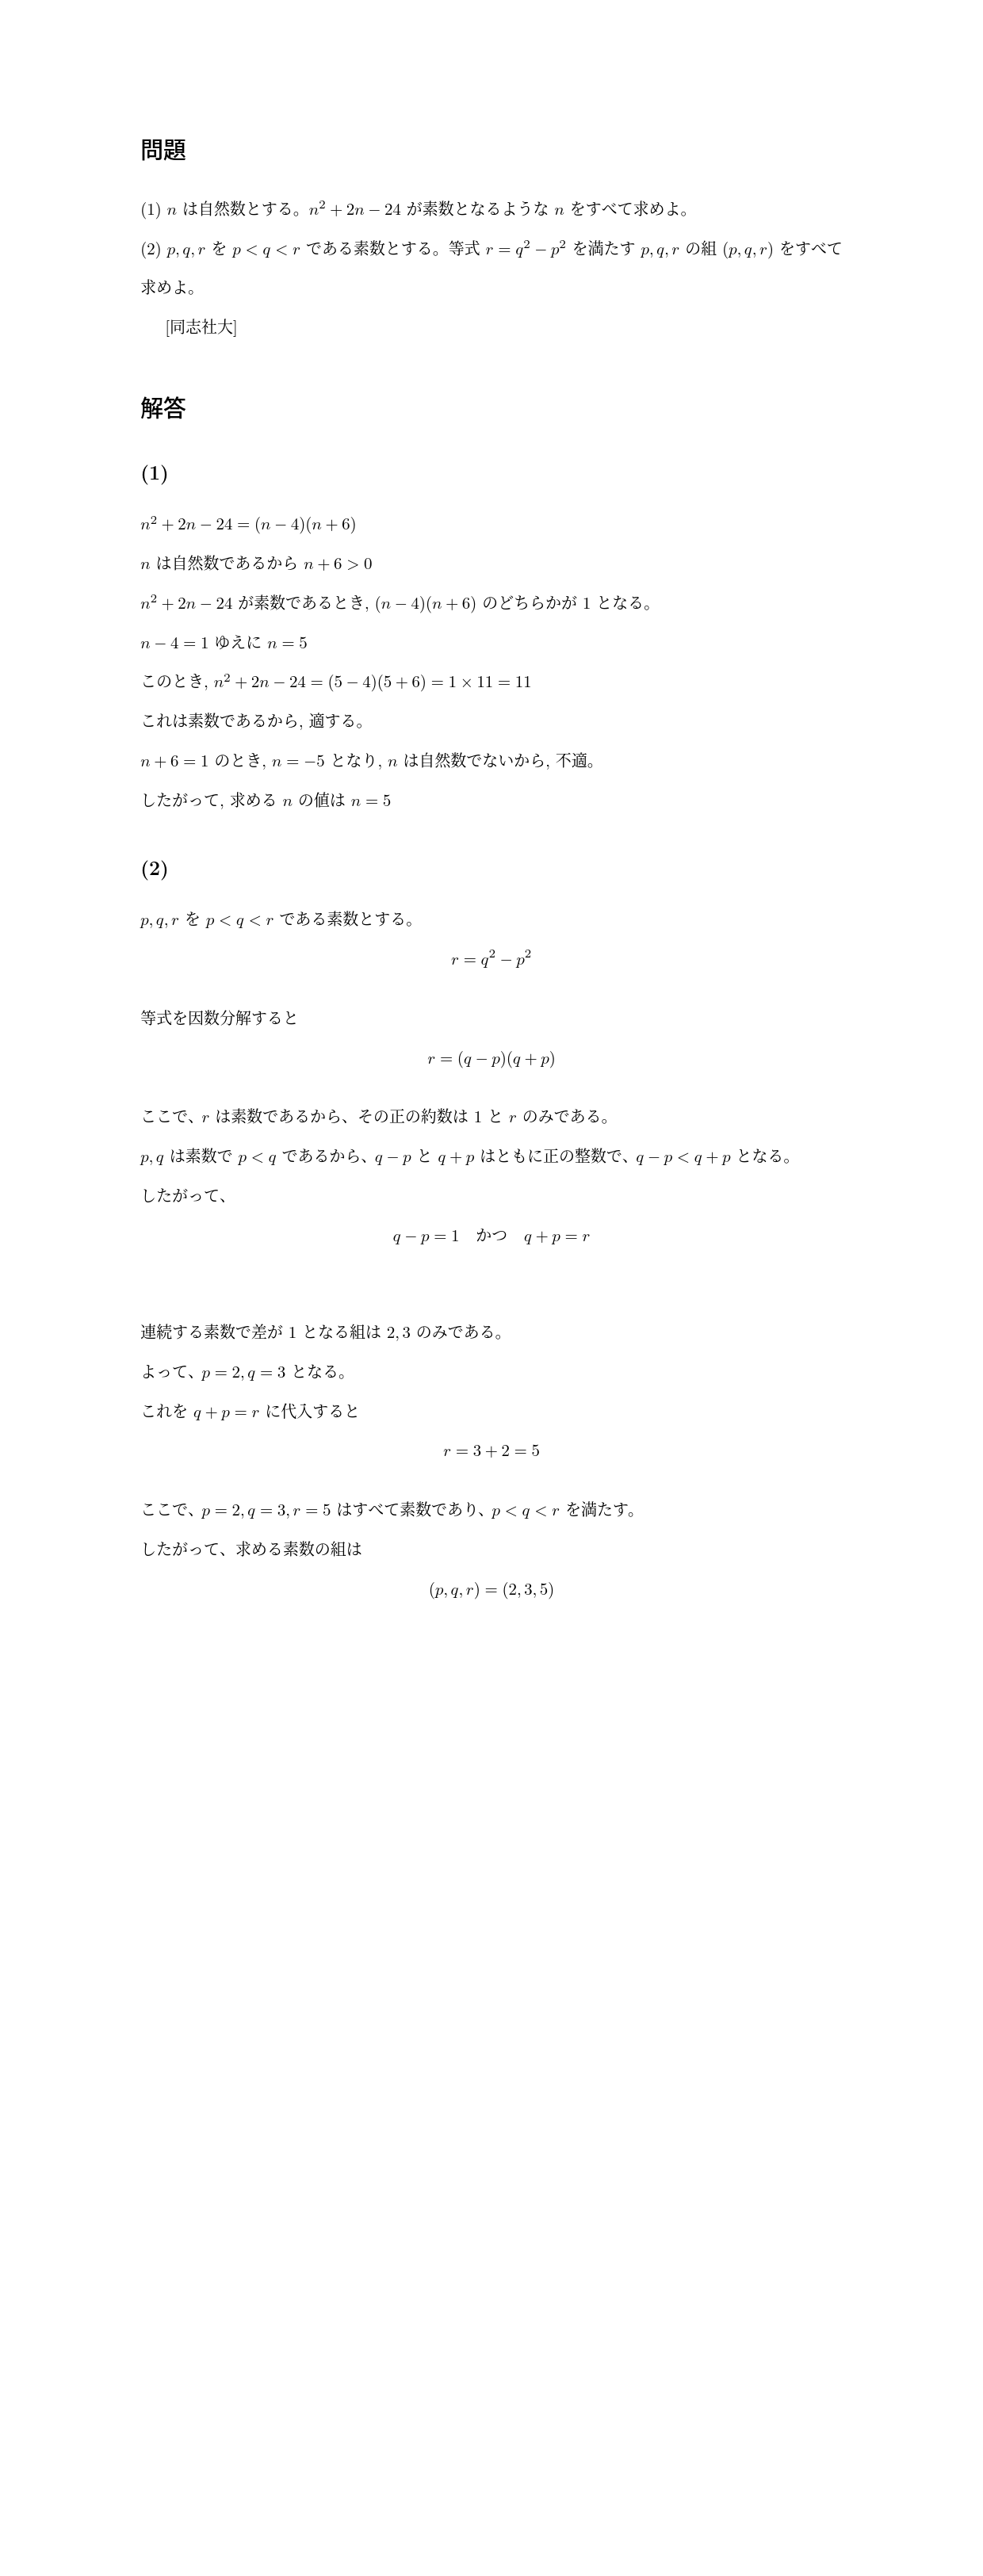 問題
(1) n は自然数とする。n² + 2n − 24 が素数となるような n をすべて求めよ。
(2) p, q, r を p < q < r である素数とする。等式 r = q² − p² を満たす p, q, r の組 (p, q, r) をすべて
求めよ。
[同志社大]
解答
(1)
n² + 2n − 24 = (n − 4)(n + 6)
n は自然数であるから n + 6 > 0
n² + 2n − 24 が素数であるとき, (n − 4)(n + 6) のどちらかが 1 となる。
n − 4 = 1 ゆえに n = 5
このとき, n² + 2n − 24 = (5 − 4)(5 + 6) = 1 × 11 = 11
これは素数であるから, 適する。
n + 6 = 1 のとき, n = −5 となり, n は自然数でないから, 不適。
したがって, 求める n の値は n = 5
(2)
p, q, r を p < q < r である素数とする。
r = q² − p²
等式を因数分解すると
r = (q − p)(q + p)
ここで、r は素数であるから、その正の約数は 1 と r のみである。
p, q は素数で p < q であるから、q − p と q + p はともに正の整数で、q − p < q + p となる。
したがって、
q − p = 1 かつ q + p = r
連続する素数で差が 1 となる組は 2, 3 のみである。
よって、p = 2, q = 3 となる。
これを q + p = r に代入すると
r = 3 + 2 = 5
ここで、p = 2, q = 3, r = 5 はすべて素数であり、p < q < r を満たす。
したがって、求める素数の組は
(p, q, r) = (2, 3, 5)